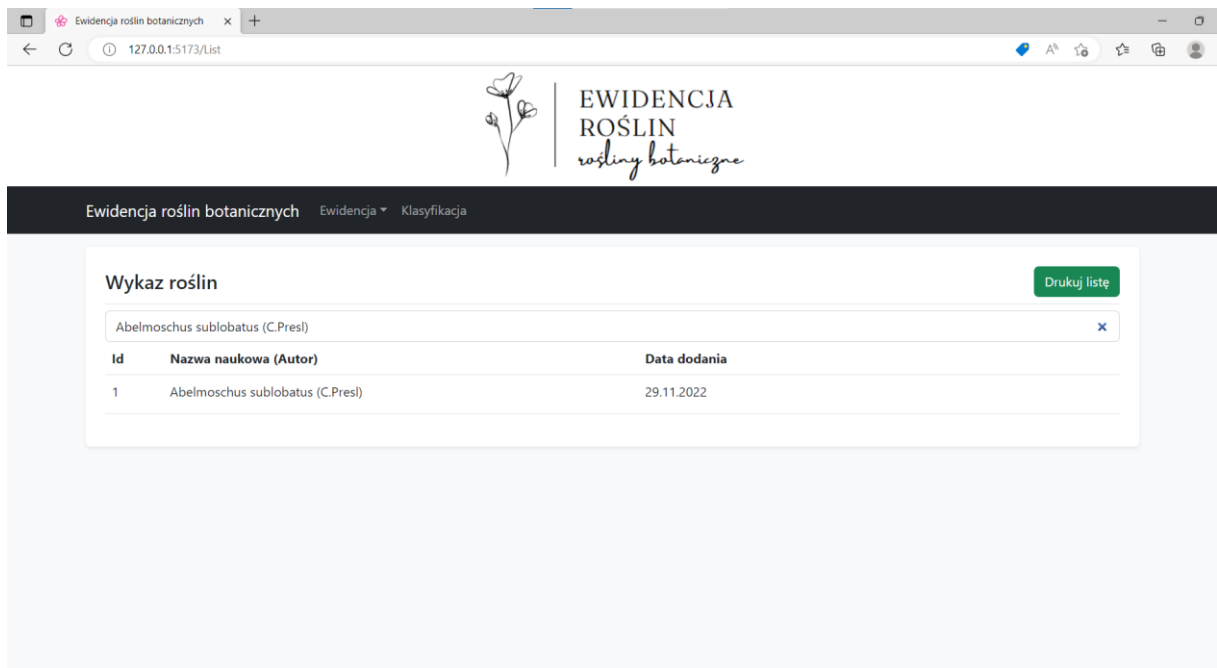 Ewidencja roślin botanicznych
127.0.0.1:5173/List
EWIDENCJA
ROŚLIN
rośliny botaniczne
Ewidencja roślin botanicznych Ewidencja Klasyfikacja
Wykaz roślin Drukuj listę
Abelmoschus sublobatus (C.Presl)
Id Nazwa naukowa (Autor) Data dodania
1 Abelmoschus sublobatus (C.Presl) 29.11.2022